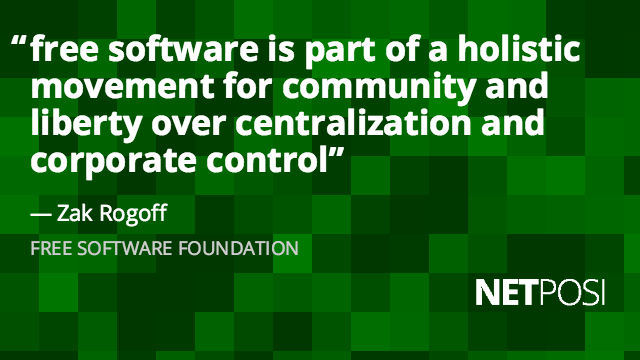 “free software is part of a holistic
movement for community and
liberty over centralization and
corporate control”
— Zak Rogoff
FREE SOFTWARE FOUNDATION
NETPOSI